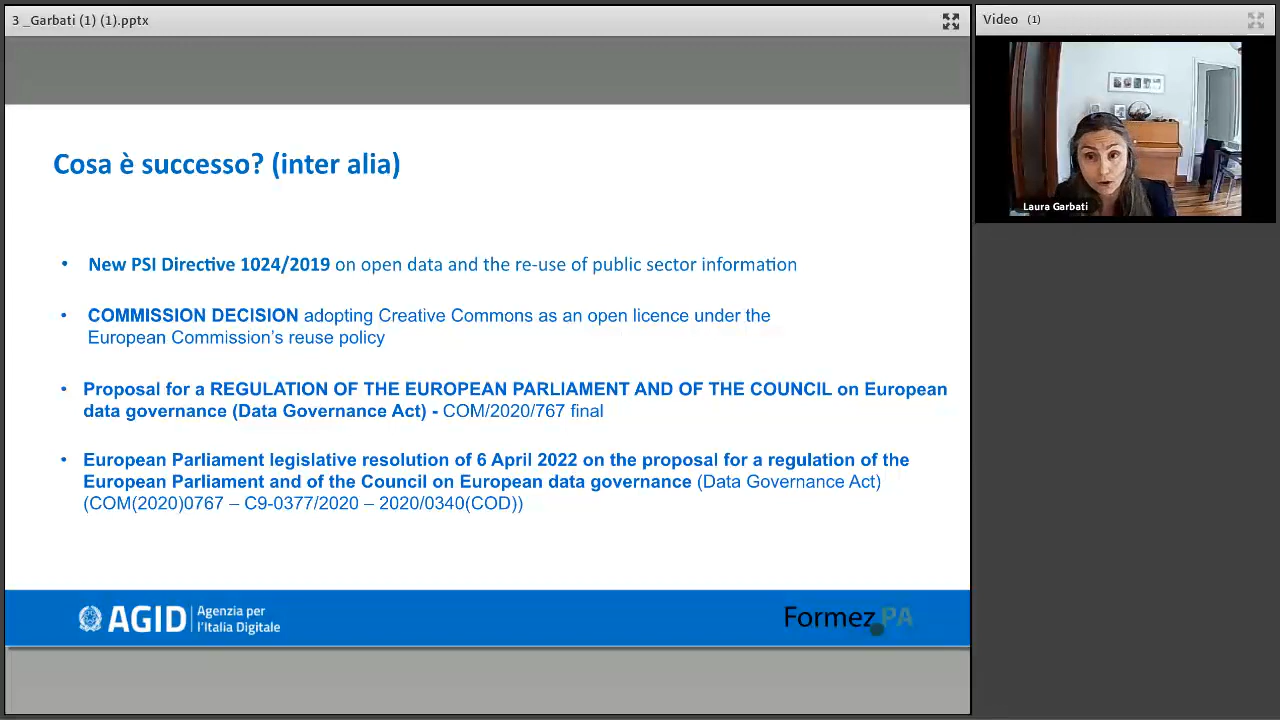 3 _Garbati (1) (1).pptx
Video (1)
Laura Garbati
Cosa è successo? (inter alia)
• New PSI Directive 1024/2019 on open data and the re-use of public sector information
• COMMISSION DECISION adopting Creative Commons as an open licence under the
European Commission’s reuse policy
• Proposal for a REGULATION OF THE EUROPEAN PARLIAMENT AND OF THE COUNCIL on European
data governance (Data Governance Act) - COM/2020/767 final
• European Parliament legislative resolution of 6 April 2022 on the proposal for a regulation of the
European Parliament and of the Council on European data governance (Data Governance Act)
(COM(2020)0767 – C9-0377/2020 – 2020/0340(COD))
AGID
Agenzia per
l’Italia Digitale
Formez PA